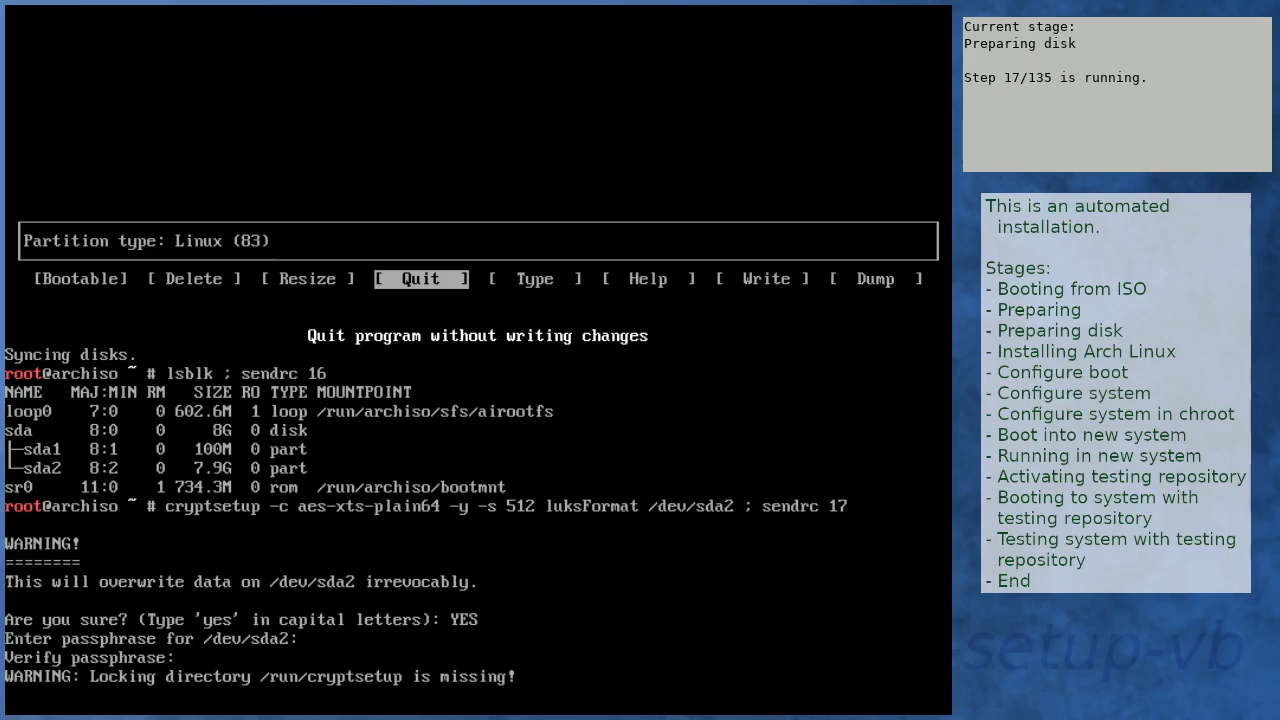 Partition type: Linux (83)
[Bootable] [ Delete ] [ Resize ] [ Quit ] [ Type ] [ Help ] [ Write ] [ Dump ]
Quit program without writing changes
Syncing disks.
root@archiso ~ # lsblk ; sendrc 16
NAME MAJ:MIN RM SIZE RO TYPE MOUNTPOINT
loop0 7:0 0 602.6M 1 loop /run/archiso/sfs/airootfs
sda 8:0 0 8G 0 disk
├─sda1 8:1 0 100M 0 part
└─sda2 8:2 0 7.9G 0 part
sr0 11:0 1 734.3M 0 rom /run/archiso/bootmnt
root@archiso ~ # cryptsetup -c aes-xts-plain64 -y -s 512 luksFormat /dev/sda2 ; sendrc 17
WARNING!
========
This will overwrite data on /dev/sda2 irrevocably.
Are you sure? (Type 'yes' in capital letters): YES
Enter passphrase for /dev/sda2:
Verify passphrase:
WARNING: Locking directory /run/cryptsetup is missing!
Current stage:
Preparing disk
Step 17/135 is running.
This is an automated
installation.
Stages:
- Booting from ISO
- Preparing
- Preparing disk
- Installing Arch Linux
- Configure boot
- Configure system
- Configure system in chroot
- Boot into new system
- Running in new system
- Activating testing repository
- Booting to system with
testing repository
- Testing system with testing
repository
- End
-setup-vb